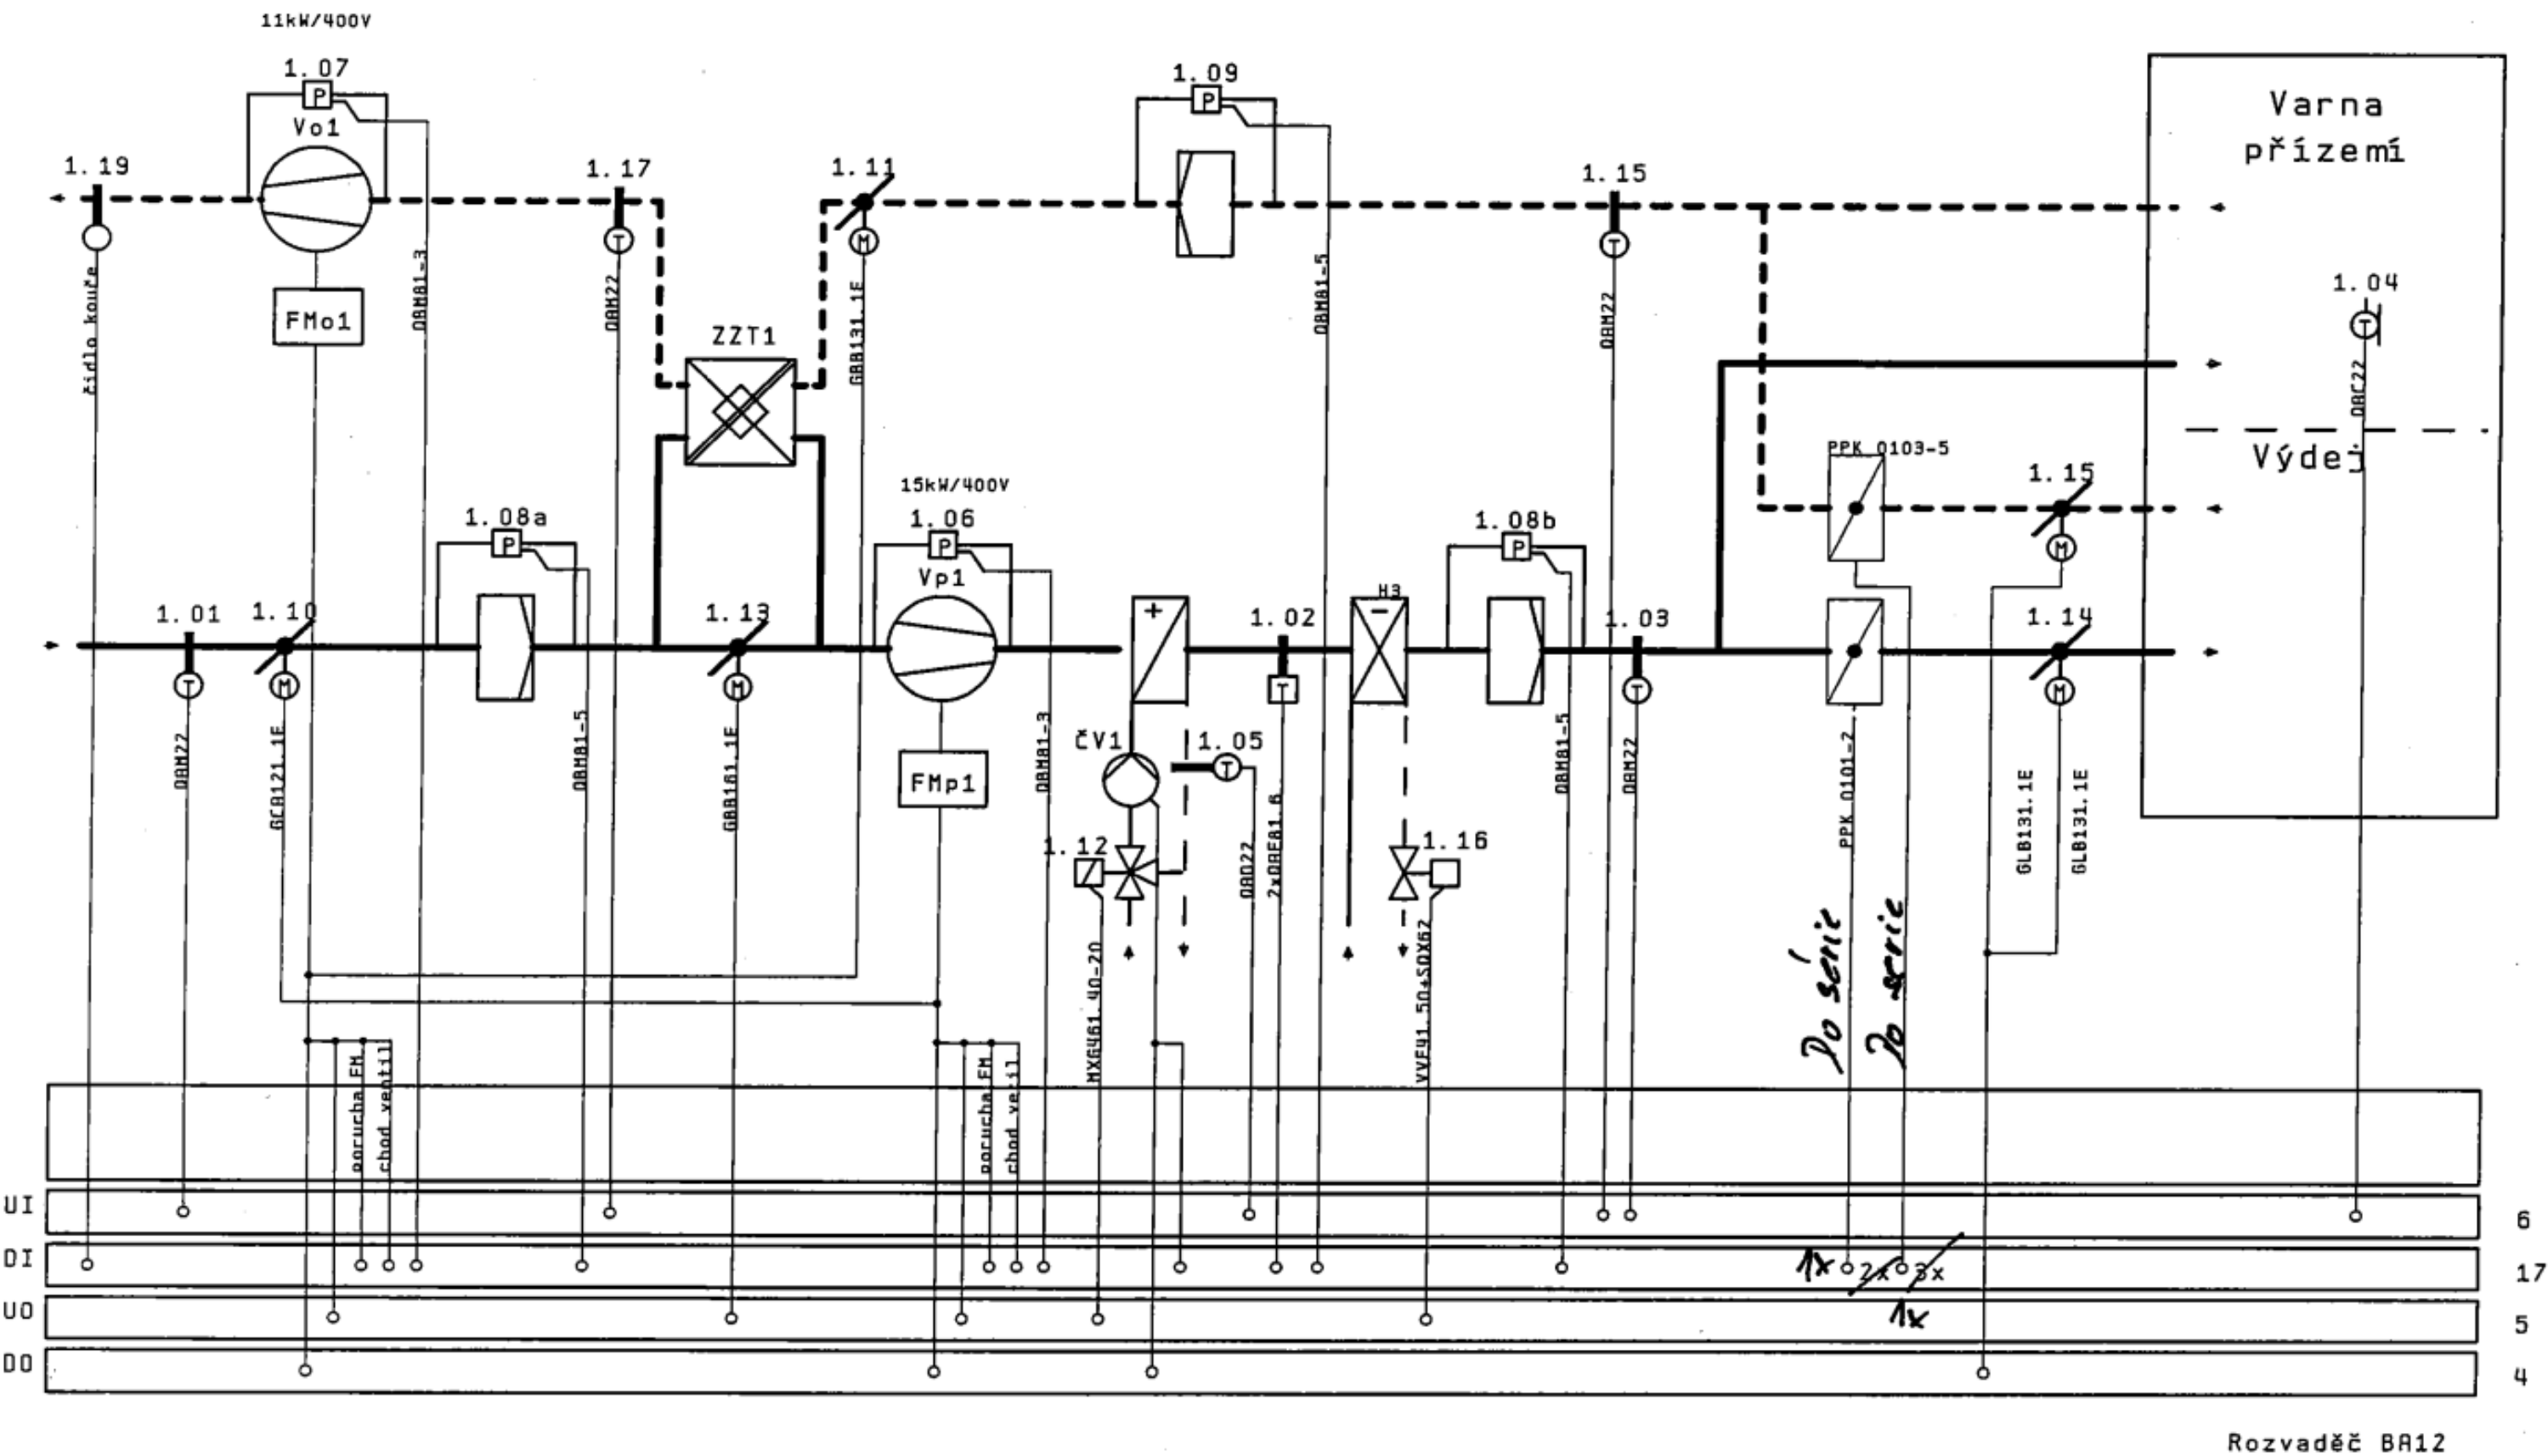 11kW/400V
1.07
P
Vo1
1.09
P
Varna
přízemí
1.19
1.17
1.11
1.15
T
M
T
čidlo kouře
FMo1
QBM81-3
QAM22
GBB131.1E
QBM81-5
QAM22
1.04
T
QAC22
ZZT1
Výdej
PPK 0103-5
1.15
M
15kW/400V
1.08a
P
1.06
P
Vp1
1.08b
P
H3
1.01
1.10
1.13
+
1.02
-
1.03
1.14
T
M
M
T
T
M
QAM22
GCA121.1E
QBM81-5
GBB161.1E
FMp1
QBM81-3
ČV1
1.05
T
QAD22
2xQAF81.6
QBM81-5
QAM22
PPK 0101-2
GLB131.1E
GLB131.1E
1.12
1.16
MXG461.40-20
VVF41.50+SQX62
Do série
Do serie
porucha FM
chod ventil
porucha FM
chod vetil
UI
6
DI
1x
2x
3x
17
UO
1x
5
DO
4
Rozvaděč BA12